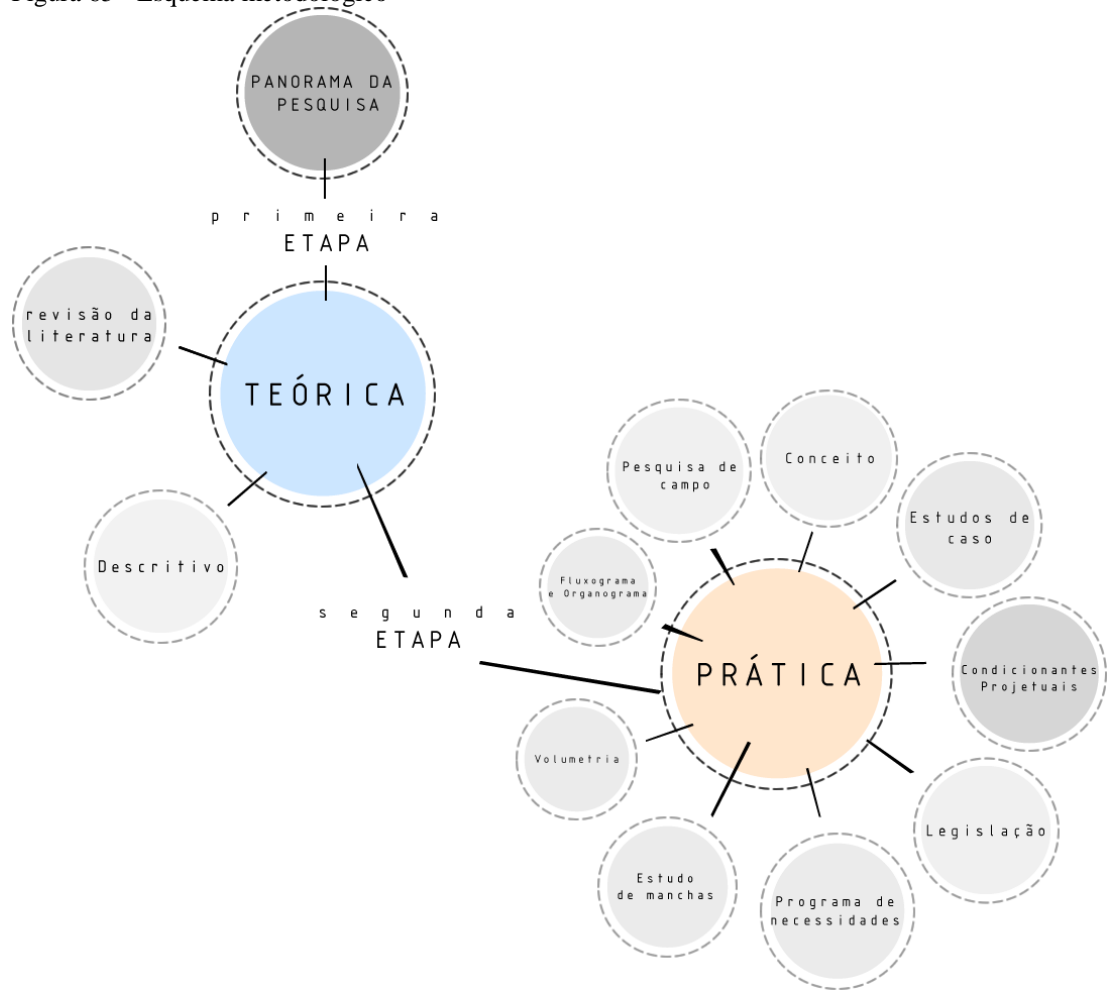 Figura 63 - Esquema metodológico
PANORAMA DA
PESQUISA
primeira
ETAPA
revisão da
literatura
TEÓRICA
Descritivo
segunda
ETAPA
PRÁTICA
Pesquisa de
campo
Conceito
Estudos de
caso
Condicionantes
Projetuais
Legislação
Programa de
necessidades
Estudo
de manchas
Volumetria
Fluxograma
e Organograma